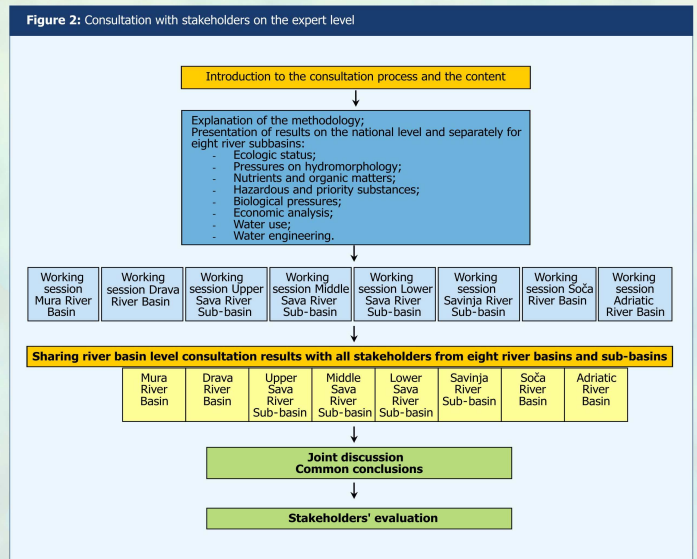 Figure 2: Consultation with stakeholders on the expert level
Introduction to the consultation process and the content
Explanation of the methodology;
Presentation of results on the national level and separately for
eight river subbasins:
- Ecologic status;
- Pressures on hydromorphology;
- Nutrients and organic matters;
- Hazardous and priority substances;
- Biological pressures;
- Economic analysis;
- Water use;
- Water engineering.
Working
session
Mura River
Basin
Working
session Drava
River Basin
Working
session Upper
Sava River
Sub-basin
Working
session Middle
Sava River
Sub-basin
Working
session Lower
Sava River
Sub-basin
Working
session
Savinja River
Sub-basin
Working
session Soča
River Basin
Working
session
Adriatic
River Basin
Sharing river basin level consultation results with all stakeholders from eight river basins and sub-basins
Mura
River
Basin
Drava
River
Basin
Upper
Sava
River
Sub-basin
Middle
Sava
River
Sub-basin
Lower
Sava
River
Sub-basin
Savinja
River
Sub-basin
Soča
River
Basin
Adriatic
River
Basin
Joint discussion
Common conclusions
Stakeholders' evaluation